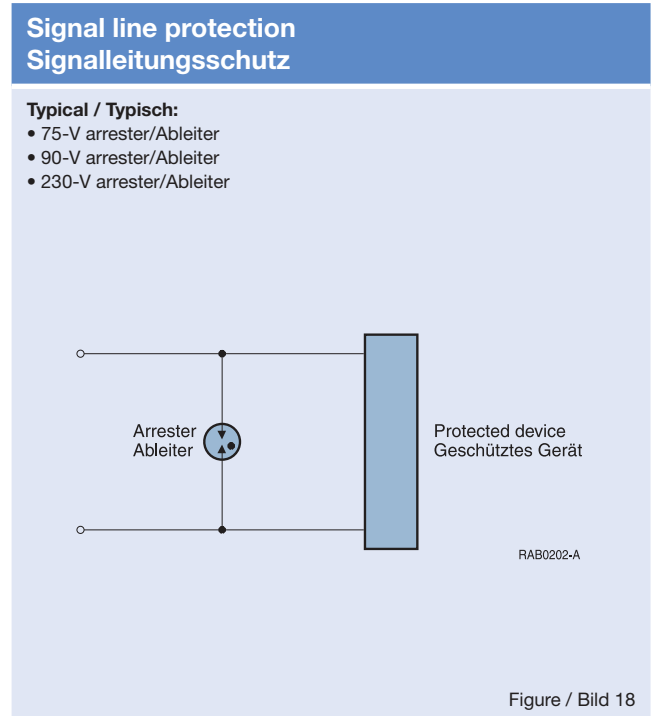 Signal line protection
Signalleitungsschutz
Typical / Typisch:
• 75-V arrester/Ableiter
• 90-V arrester/Ableiter
• 230-V arrester/Ableiter
Arrester
Ableiter
Protected device
Geschütztes Gerät
RAB0202-A
Figure / Bild 18